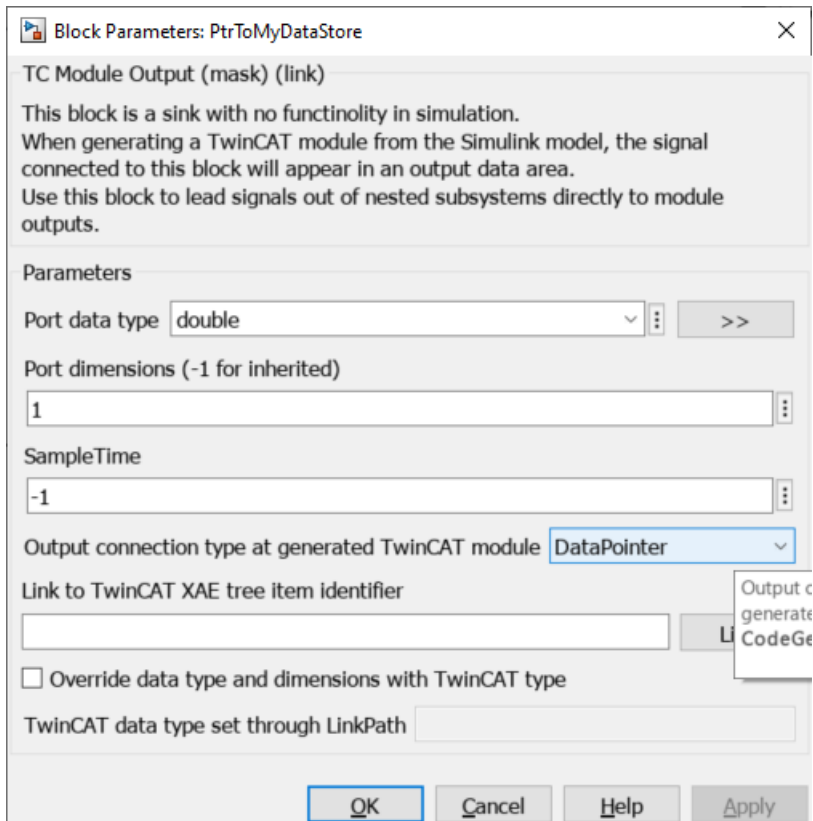 Block Parameters: PtrToMyDataStore
TC Module Output (mask) (link)
This block is a sink with no functinolity in simulation.
When generating a TwinCAT module from the Simulink model, the signal
connected to this block will appear in an output data area.
Use this block to lead signals out of nested subsystems directly to module
outputs.
Parameters
Port data type double >>
Port dimensions (-1 for inherited)
1
SampleTime
-1
Output connection type at generated TwinCAT module DataPointer
Link to TwinCAT XAE tree item identifier
Output
generate
CodeGe
Override data type and dimensions with TwinCAT type
TwinCAT data type set through LinkPath
OK Cancel Help Apply